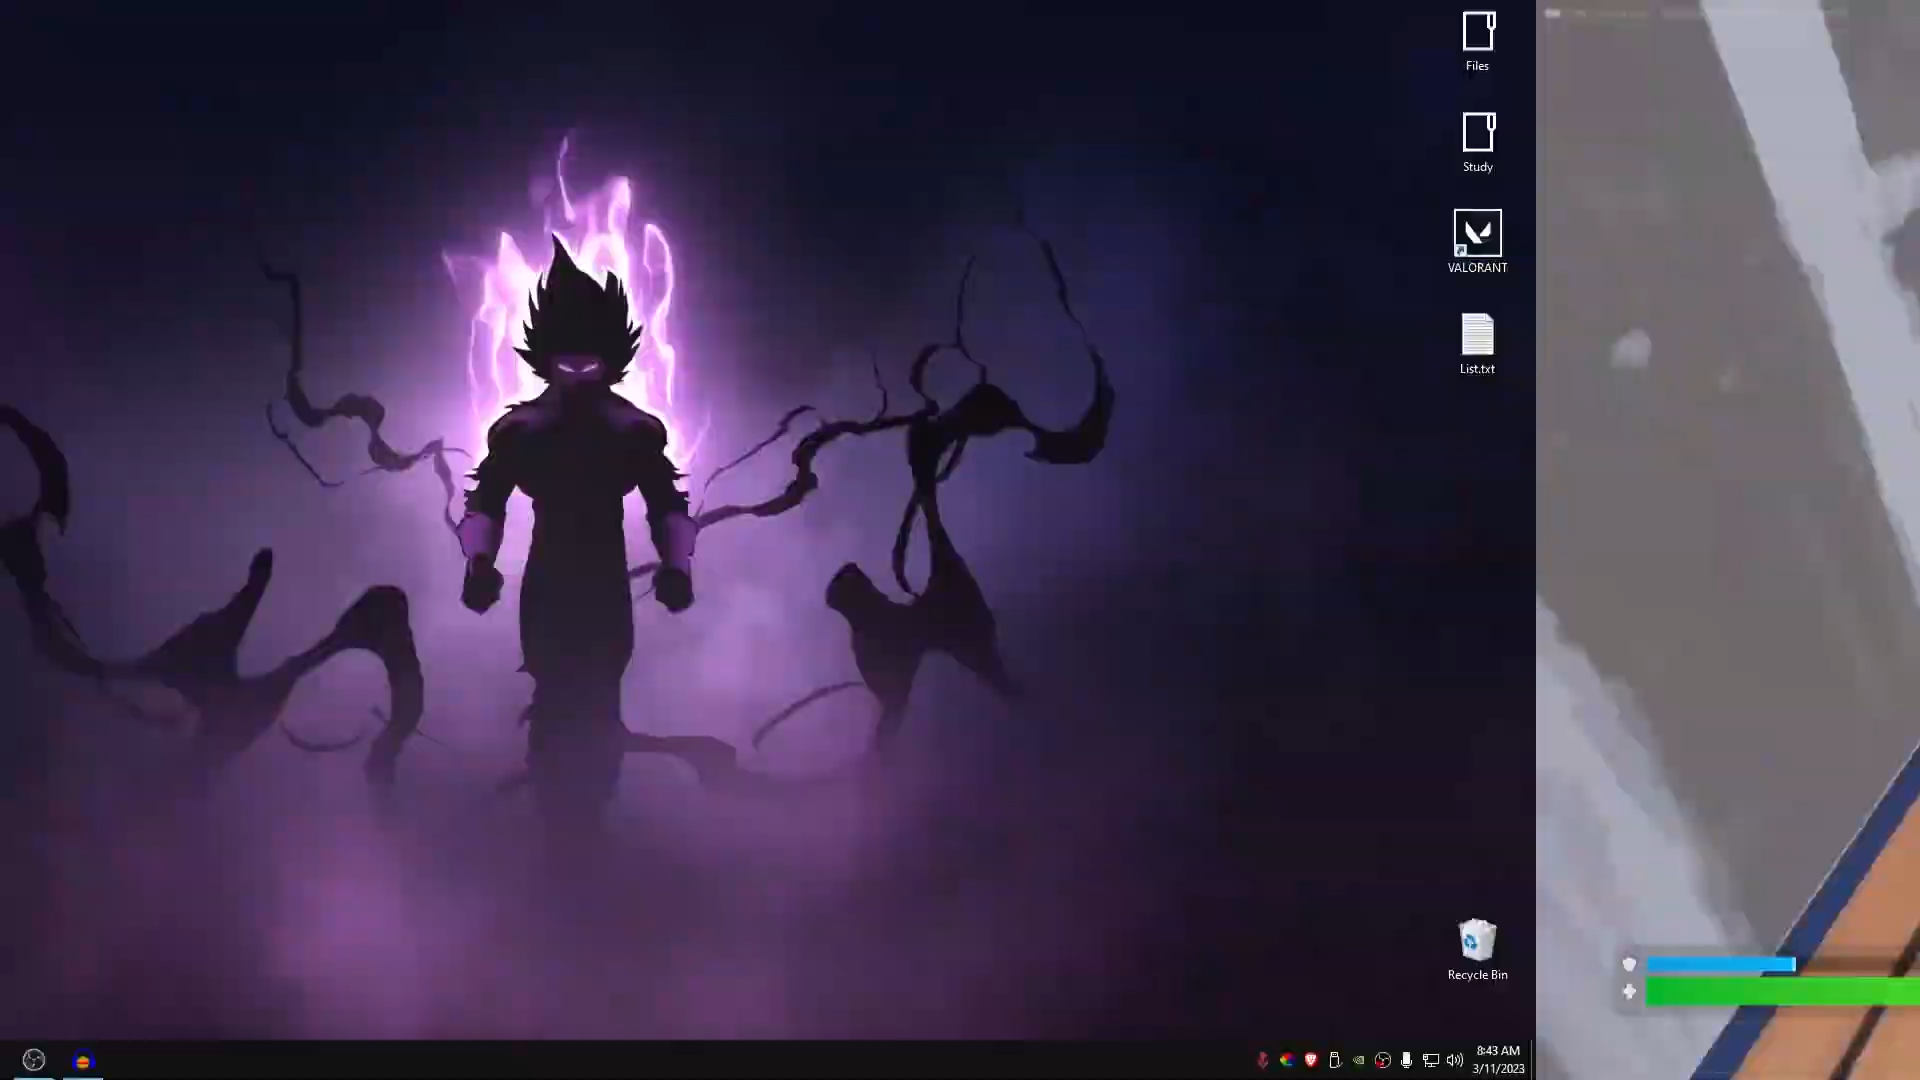 Files
Study
VALORANT
List.txt
Recycle Bin
8:43 AM
3/11/2023